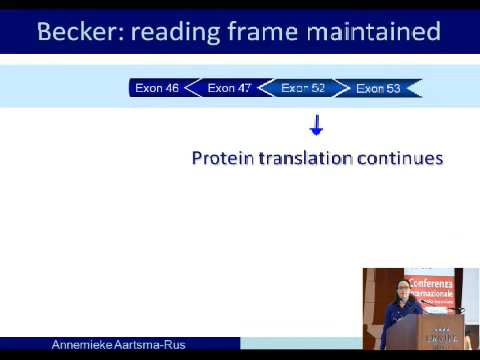 Becker: reading frame maintained
Exon 46 Exon 47 Exon 52 Exon 53
Protein translation continues
Conferenza
Internazionale
Annemieke Aartsma-Rus